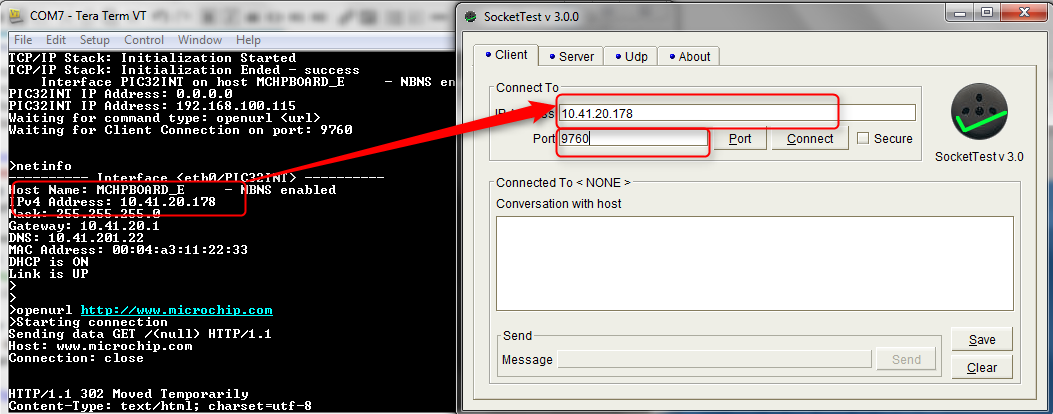 COM7 - Tera Term VT
File Edit Setup Control Window Help
TCP/IP Stack: Initialization Started
TCP/IP Stack: Initialization Ended - success
Interface PIC32INT on host MCHPBOARD_E - NBNS en
PIC32INT IP Address: 0.0.0.0
PIC32INT IP Address: 192.168.100.115
Waiting for command type: openurl <url>
Waiting for Client Connection on port: 9760
>netinfo
---------- Interface <eth0/PIC32INT> ----------
Host Name: MCHPBOARD_E - NBNS enabled
IPv4 Address: 10.41.20.178
Mask: 255.255.255.0
Gateway: 10.41.20.1
DNS: 10.41.201.22
MAC Address: 00:04:a3:11:22:33
DHCP is ON
Link is UP
>
>
>openurl http://www.microchip.com
>Starting connection
Sending data GET /(null) HTTP/1.1
Host: www.microchip.com
Connection: close
HTTP/1.1 302 Moved Temporarily
Content-Type: text/html; charset=utf-8
SocketTest v 3.0.0
Client Server Udp About
Connect To
10.41.20.178
Port 9760 Port Connect Secure
SocketTest v 3.0
Connected To < NONE >
Conversation with host
Send
Message Send
Save
Clear